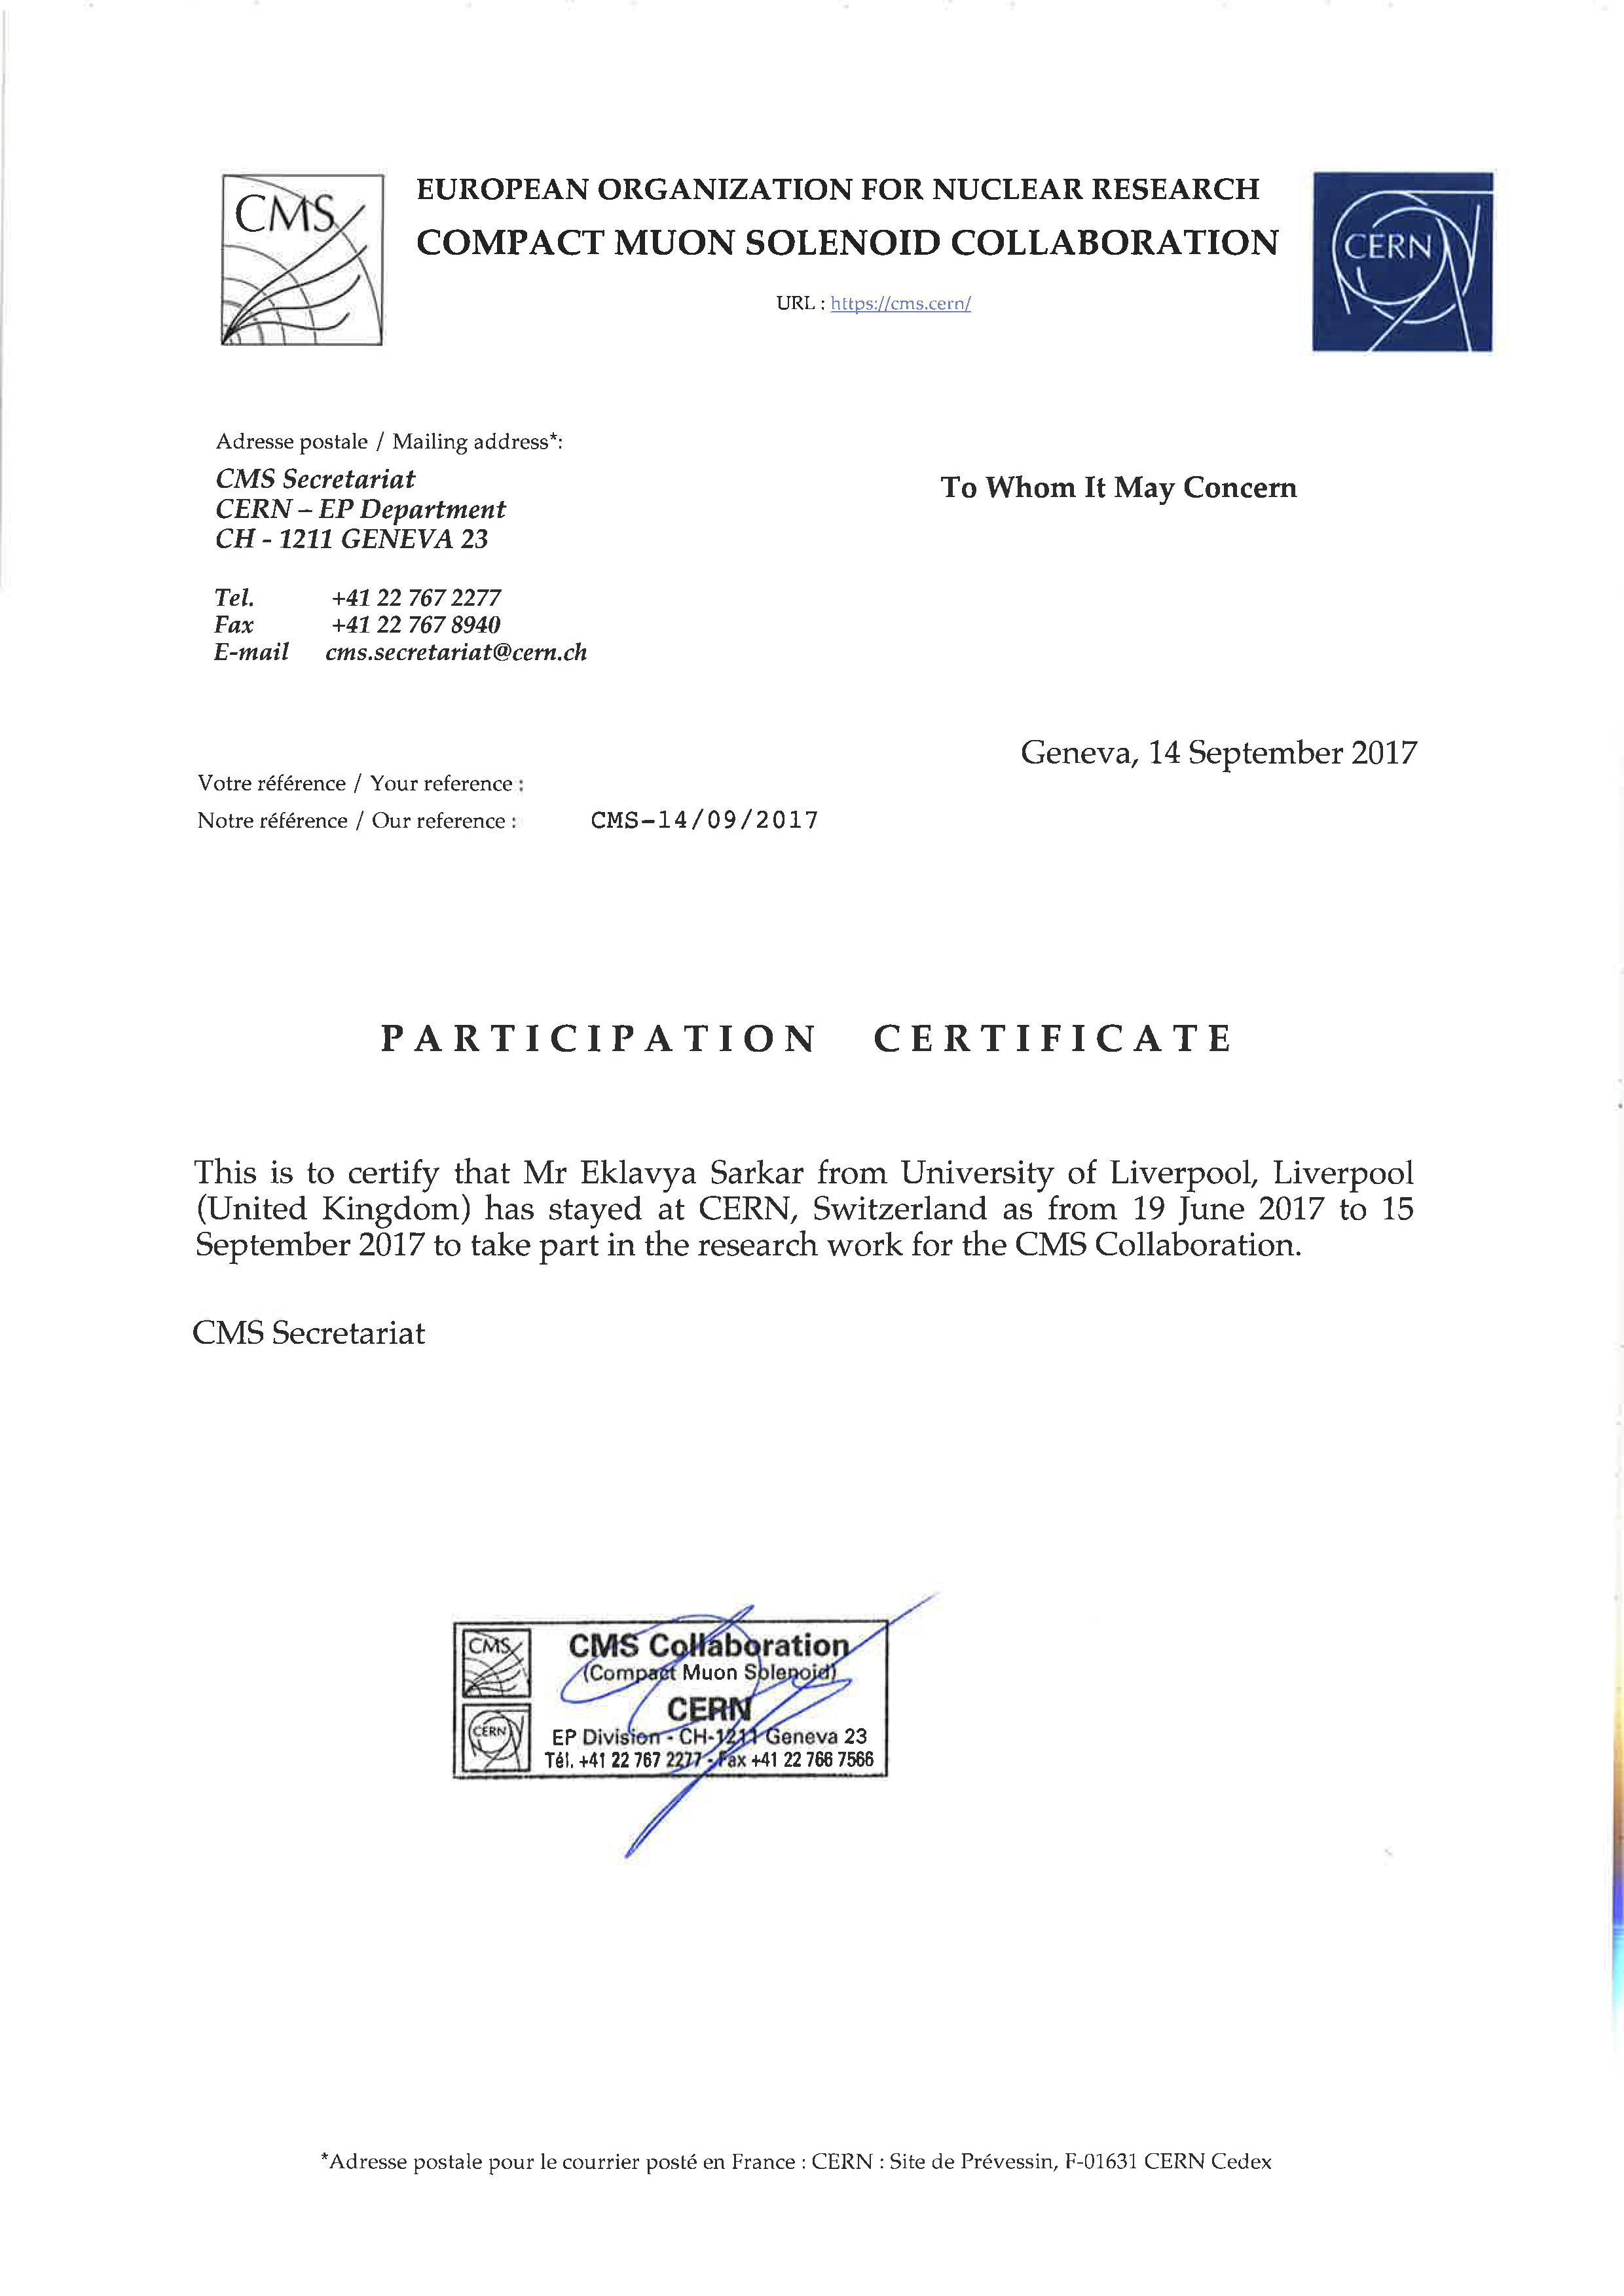 CMS
EUROPEAN ORGANIZATION FOR NUCLEAR RESEARCH
COMPACT MUON SOLENOID COLLABORATION
URL : https://cms.cern/
CERN
Adresse postale / Mailing address*:
CMS Secretariat
CERN – EP Department
CH - 1211 GENEVA 23
To Whom It May Concern
Tel. +41 22 767 2277
Fax +41 22 767 8940
E-mail cms.secretariat@cern.ch
Geneva, 14 September 2017
Votre référence / Your reference :
Notre référence / Our reference : CMS-14/09/2017
PARTICIPATION CERTIFICATE
This is to certify that Mr Eklavya Sarkar from University of Liverpool, Liverpool
(United Kingdom) has stayed at CERN, Switzerland as from 19 June 2017 to 15
September 2017 to take part in the research work for the CMS Collaboration.
CMS Secretariat
CMS
CMS Collaboration
(Compact Muon Solenoid)
CERN
CERN
EP Division - CH-1211 Geneva 23
Tél. +41 22 767 2277 - Fax +41 22 766 7566
*Adresse postale pour le courrier posté en France : CERN : Site de Prévessin, F-01631 CERN Cedex